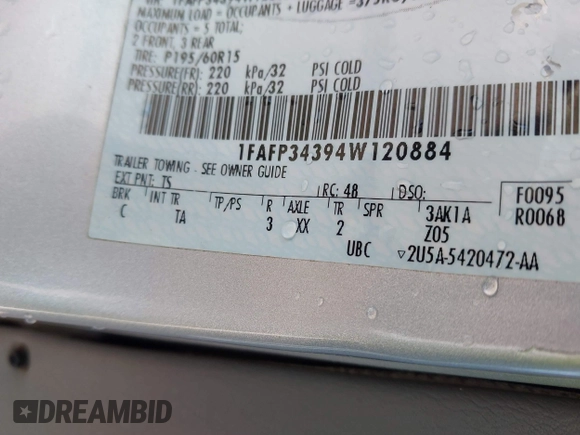 MAXIMUM LOAD = OCCUPANTS + LUGGAGE
OCCUPANTS = 5 TOTAL;
2 FRONT, 3 REAR
TIRE: P195/60R15
PRESSURE(FR): 220 kPa/32 PSI COLD
PRESSURE(RR): 220 kPa/32 PSI COLD
1FAFP34394W120884
TRAILER TOWING - SEE OWNER GUIDE
EXT PNT: TS RC: 48 DSO: F0095
BRK INT TR TP/PS R AXLE TR SPR 3AK1A R0068
C TA 3 XX 2 Z05
UBC ▽2U5A-5420472-AA
DREAMBID